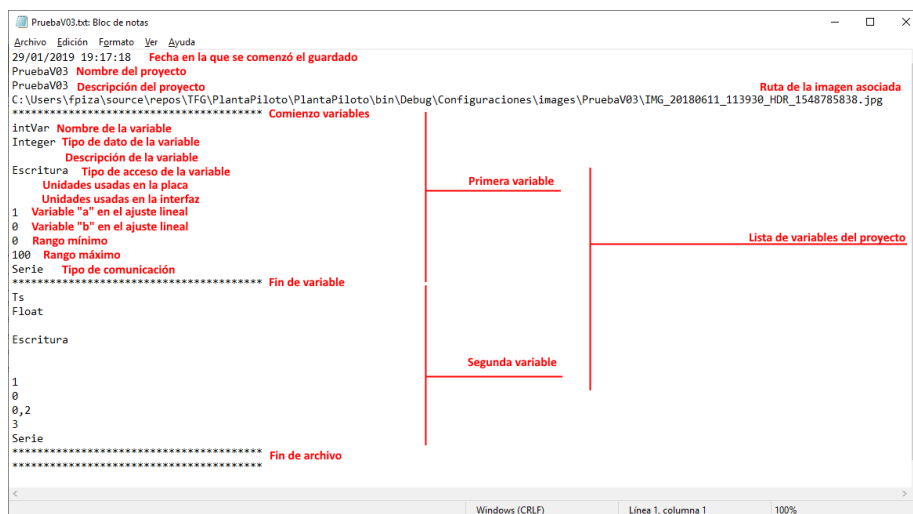 PruebaV03.txt: Bloc de notas
Archivo Edición Formato Ver Ayuda
29/01/2019 19:17:18 Fecha en la que se comenzó el guardado
PruebaV03 Nombre del proyecto
PruebaV03 Descripción del proyecto
Ruta de la imagen asociada
C:\Users\fpiza\source\repos\TFG\PlantaPiloto\PlantaPiloto\bin\Debug\Configuraciones\images\PruebaV03\IMG_20180611_113930_HDR_1548785838.jpg
**************************************** Comienzo variables
intVar Nombre de la variable
Integer Tipo de dato de la variable
Descripción de la variable
Escritura Tipo de acceso de la variable
Unidades usadas en la placa
Primera variable
Unidades usadas en la interfaz
1 Variable "a" en el ajuste lineal
0 Variable "b" en el ajuste lineal
0 Rango mínimo
Lista de variables del proyecto
100 Rango máximo
Serie Tipo de comunicación
**************************************** Fin de variable
Ts
Float
Escritura
Segunda variable
1
0
0,2
3
Serie
**************************************** Fin de archivo
****************************************
Windows (CRLF) Línea 1, columna 1 100%